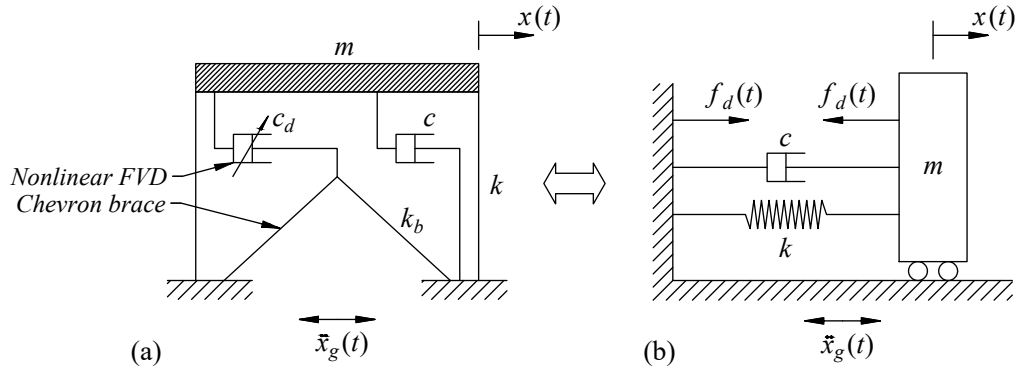 x(t)
m
c_d
c
Nonlinear FVD
Chevron brace
k_b
k
ẍ_g(t)
(a)
x(t)
f_d(t)
f_d(t)
c
m
k
ẍ_g(t)
(b)